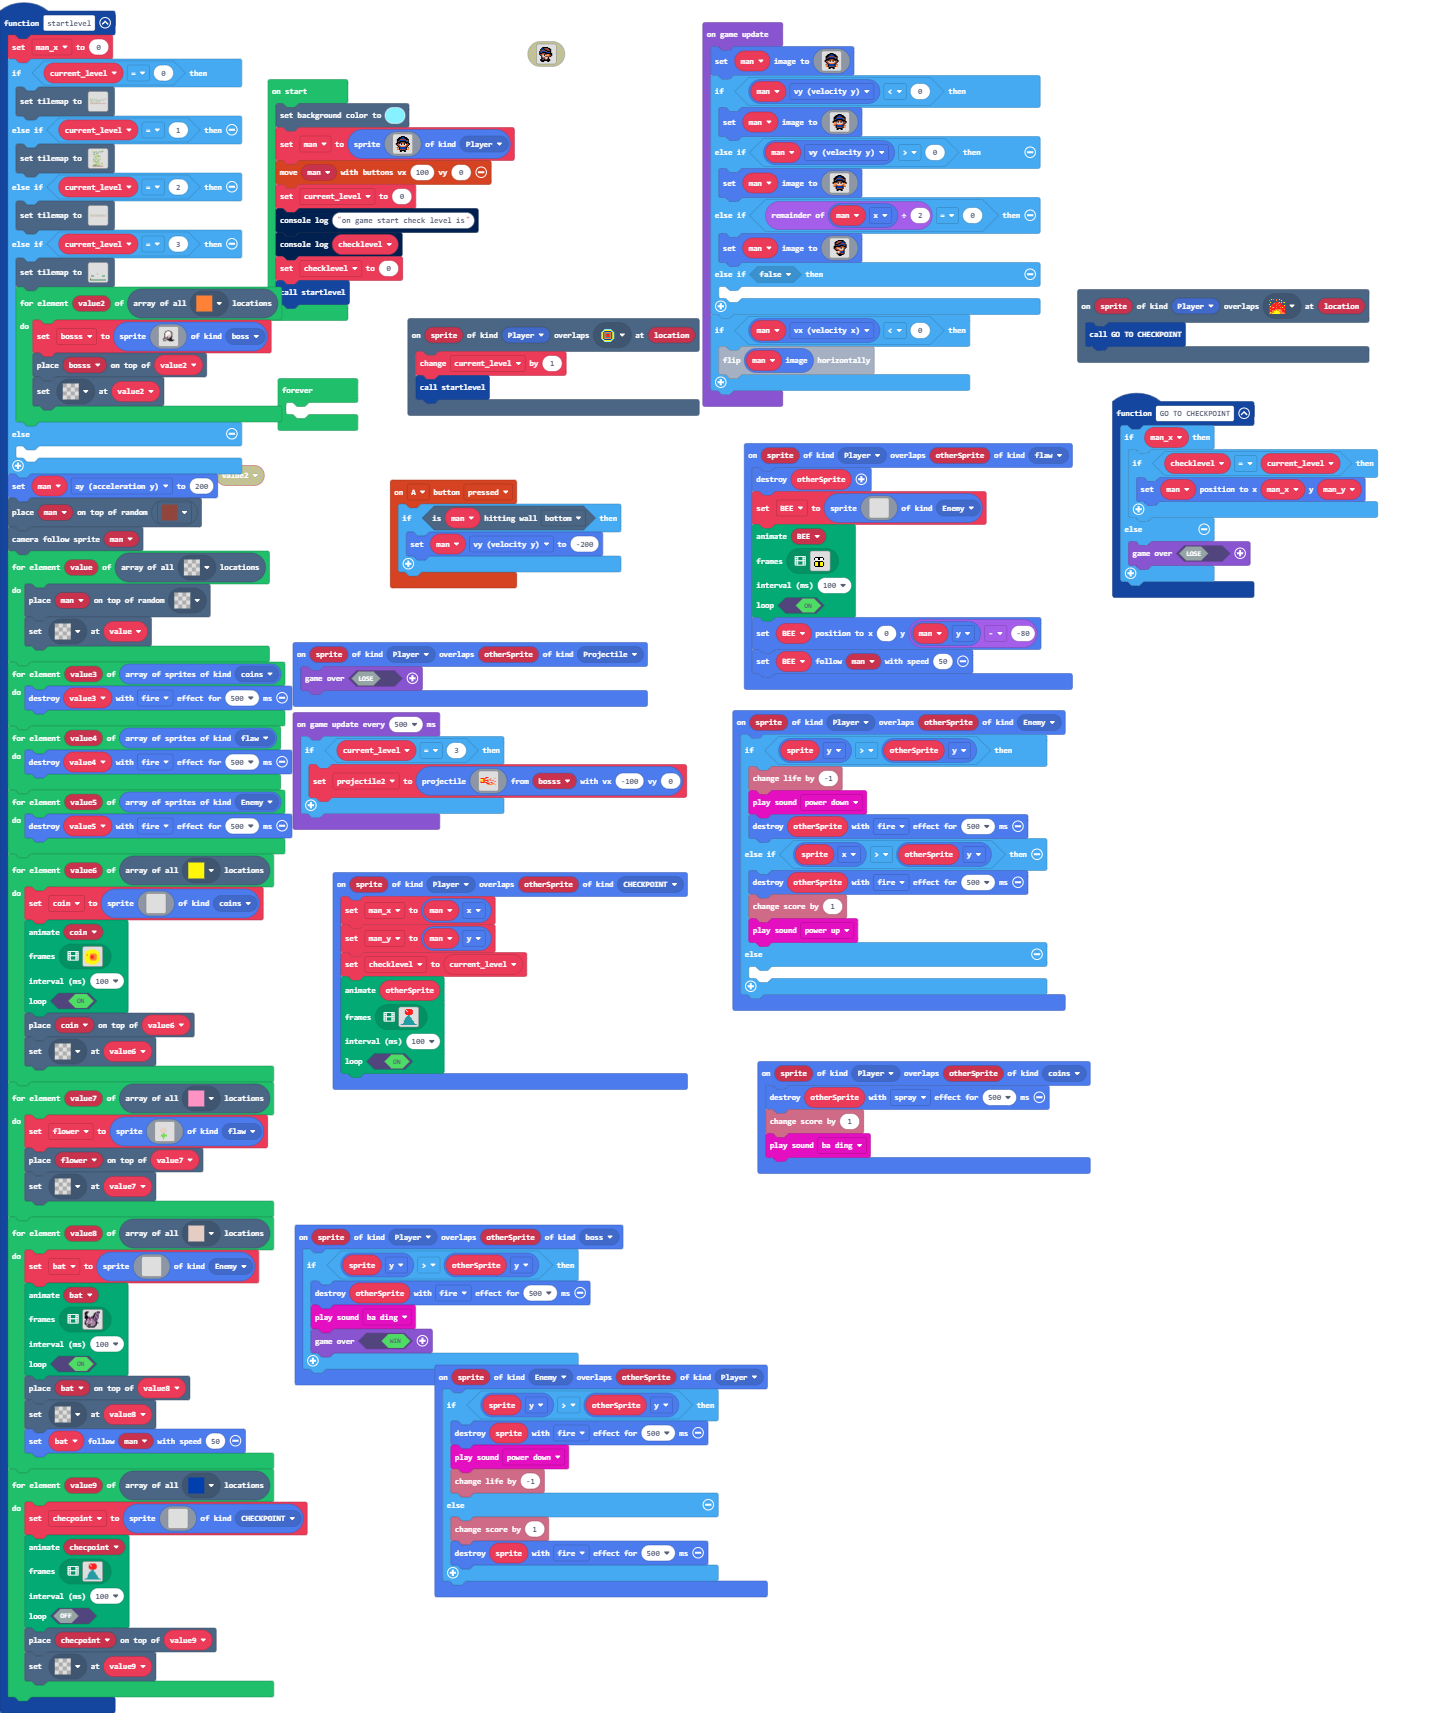 function startlevel
set man_x to 0
if current_level = 0 then
set tilemap to
else if current_level = 1 then
set tilemap to
else if current_level = 2 then
set tilemap to
else if current_level = 3 then
set tilemap to
for element value2 of array of all locations
do
set bosss to sprite of kind boss
place bosss on top of value2
set at value2
else
set man ay (acceleration y) to 200
place man on top of random
camera follow sprite man
for element value of array of all locations
do
place man on top of random
set at value
for element value3 of array of sprites of kind coins
do destroy value3 with fire effect for 500 ms
for element value4 of array of sprites of kind flaw
do destroy value4 with fire effect for 500 ms
for element value5 of array of sprites of kind Enemy
do destroy value5 with fire effect for 500 ms
for element value6 of array of all locations
do
set coin to sprite of kind coins
animate coin
frames
interval (ms) 100
loop ON
place coin on top of value6
set at value6
for element value7 of array of all locations
do
set flower to sprite of kind flaw
place flower on top of value7
set at value7
for element value8 of array of all locations
do
set bat to sprite of kind Enemy
animate bat
frames
interval (ms) 100
loop ON
place bat on top of value8
set at value8
set bat follow man with speed 50
for element value9 of array of all locations
do
set checpoint to sprite of kind CHECKPOINT
animate checpoint
frames
interval (ms) 100
loop OFF
place checpoint on top of value9
set at value9
on start
set background color to
set man to sprite of kind Player
move man with buttons vx 100 vy 0
set current_level to 0
console log "on game start check level is"
console log checklevel
set checklevel to 0
call startlevel
forever
value2
on sprite of kind Player overlaps at location
change current_level by 1
call startlevel
on A button pressed
if is man hitting wall bottom then
set man vy (velocity y) to -200
on sprite of kind Player overlaps otherSprite of kind Projectile
game over LOSE
on game update every 500 ms
if current_level = 3 then
set projectile2 to projectile from bosss with vx -100 vy 0
on sprite of kind Player overlaps otherSprite of kind CHECKPOINT
set man_x to man x
set man_y to man y
set checklevel to current_level
animate otherSprite
frames
interval (ms) 100
loop ON
on sprite of kind Player overlaps otherSprite of kind boss
if sprite y > otherSprite y then
destroy otherSprite with fire effect for 500 ms
play sound ba ding
game over WIN
on sprite of kind Enemy overlaps otherSprite of kind Player
if sprite y > otherSprite y then
destroy sprite with fire effect for 500 ms
play sound power down
change life by -1
else
change score by 1
destroy sprite with fire effect for 500 ms
on game update
set man image to
if man vy (velocity y) < 0 then
set man image to
else if man vy (velocity y) > 0 then
set man image to
else if remainder of man x ÷ 2 = 0 then
set man image to
else if false then
if man vx (velocity x) < 0 then
flip man image horizontally
on sprite of kind Player overlaps otherSprite of kind flaw
destroy otherSprite
set BEE to sprite of kind Enemy
animate BEE
frames
interval (ms) 100
loop ON
set BEE position to x 0 y man y - -80
set BEE follow man with speed 50
on sprite of kind Player overlaps otherSprite of kind Enemy
if sprite y > otherSprite y then
change life by -1
play sound power down
destroy otherSprite with fire effect for 500 ms
else if sprite x > otherSprite y then
destroy otherSprite with fire effect for 500 ms
change score by 1
play sound power up
else
on sprite of kind Player overlaps otherSprite of kind coins
destroy otherSprite with spray effect for 500 ms
change score by 1
play sound ba ding
on sprite of kind Player overlaps at location
call GO TO CHECKPOINT
function GO TO CHECKPOINT
if man_x then
if checklevel = current_level then
set man position to x man_x y man_y
else
game over LOSE